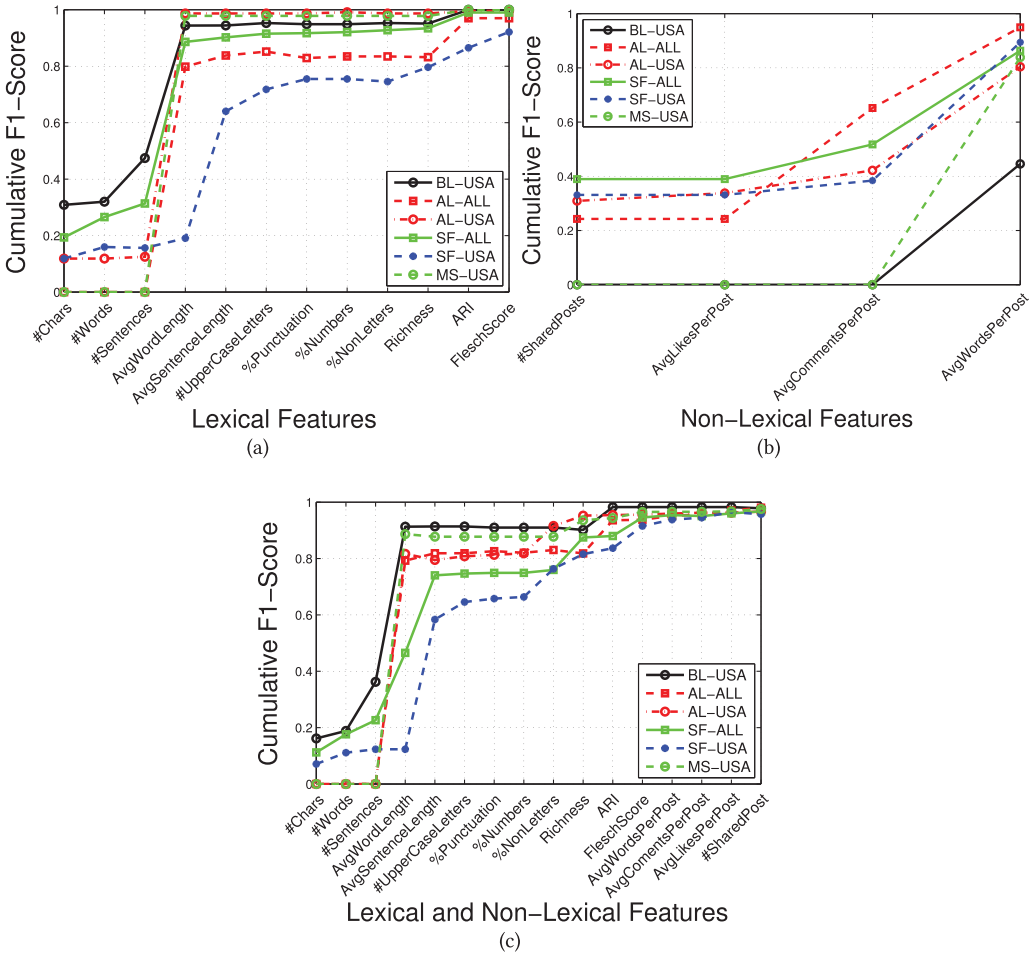 Cumulative F1−Score
1
0.8
0.6
0.4
0.2
0
BL−USA
AL−ALL
AL−USA
SF−ALL
SF−USA
MS−USA
#Chars
#Words
#Sentences
AvgWordLength
AvgSentenceLength
#UpperCaseLetters
%Punctuation
%Numbers
%NonLetters
Richness
ARI
FleschScore
Lexical Features
(a)
Cumulative F1−Score
1
0.8
0.6
0.4
0.2
0
BL−USA
AL−ALL
AL−USA
SF−ALL
SF−USA
MS−USA
#SharedPosts
AvgLikesPerPost
AvgCommentsPerPost
AvgWordsPerPost
Non−Lexical Features
(b)
Cumulative F1−Score
1
0.8
0.6
0.4
0.2
0
BL−USA
AL−ALL
AL−USA
SF−ALL
SF−USA
MS−USA
#Chars
#Words
#Sentences
AvgWordLength
AvgSentenceLength
#UpperCaseLetters
%Punctuation
%Numbers
%NonLetters
Richness
ARI
FleschScore
AvgWordsPerPost
AvgComentsPerPost
AvgLikesPerPost
#SharedPost
Lexical and Non−Lexical Features
(c)